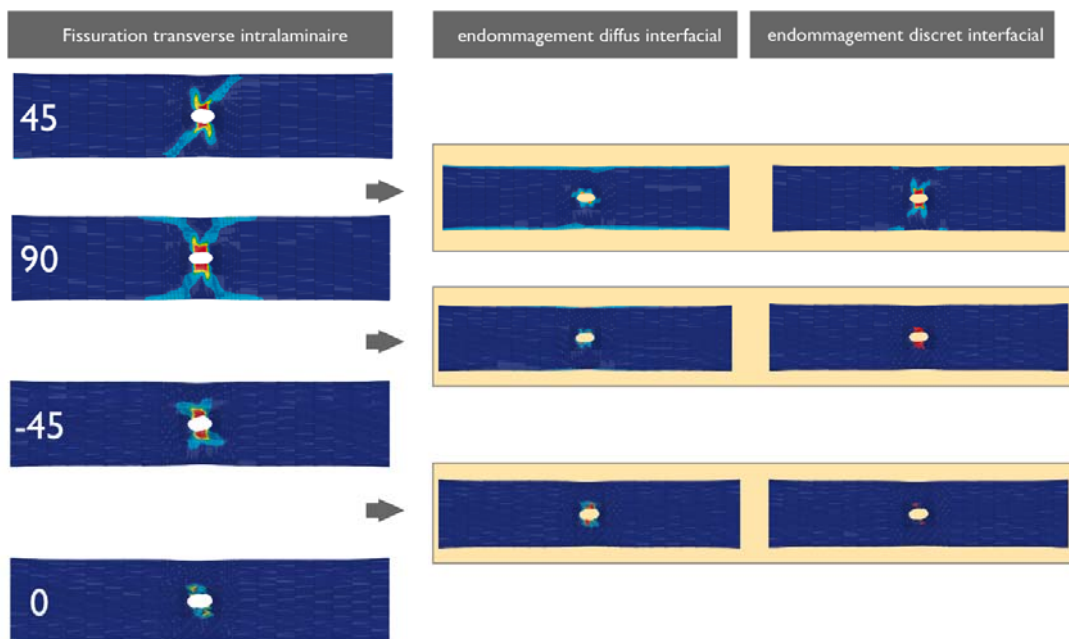 Fissuration transverse intralaminaire
endommagement diffus interfacial
endommagement discret interfacial
45
90
-45
0